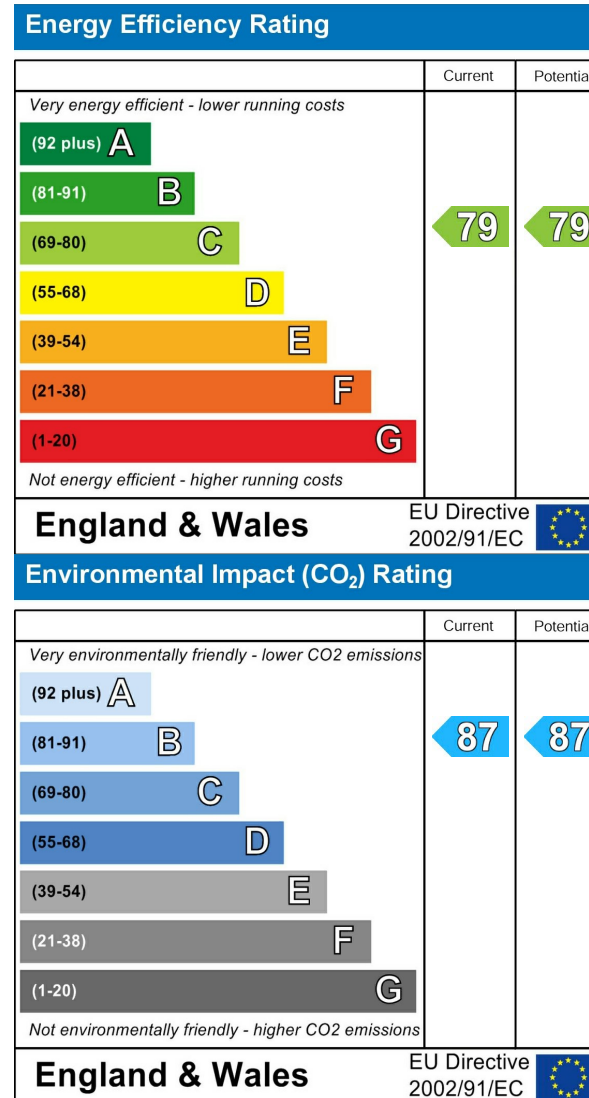 Energy Efficiency Rating
Current Potentia
Very energy efficient - lower running costs
(92 plus) A
(81-91) B
(69-80) C
(55-68) D
(39-54) E
(21-38) F
(1-20) G
79 79
Not energy efficient - higher running costs
England & Wales
EU Directive
2002/91/EC
Environmental Impact (CO₂) Rating
Current Potentia
Very environmentally friendly - lower CO2 emissions
(92 plus) A
(81-91) B
(69-80) C
(55-68) D
(39-54) E
(21-38) F
(1-20) G
87 87
Not environmentally friendly - higher CO2 emissions
England & Wales
EU Directive
2002/91/EC